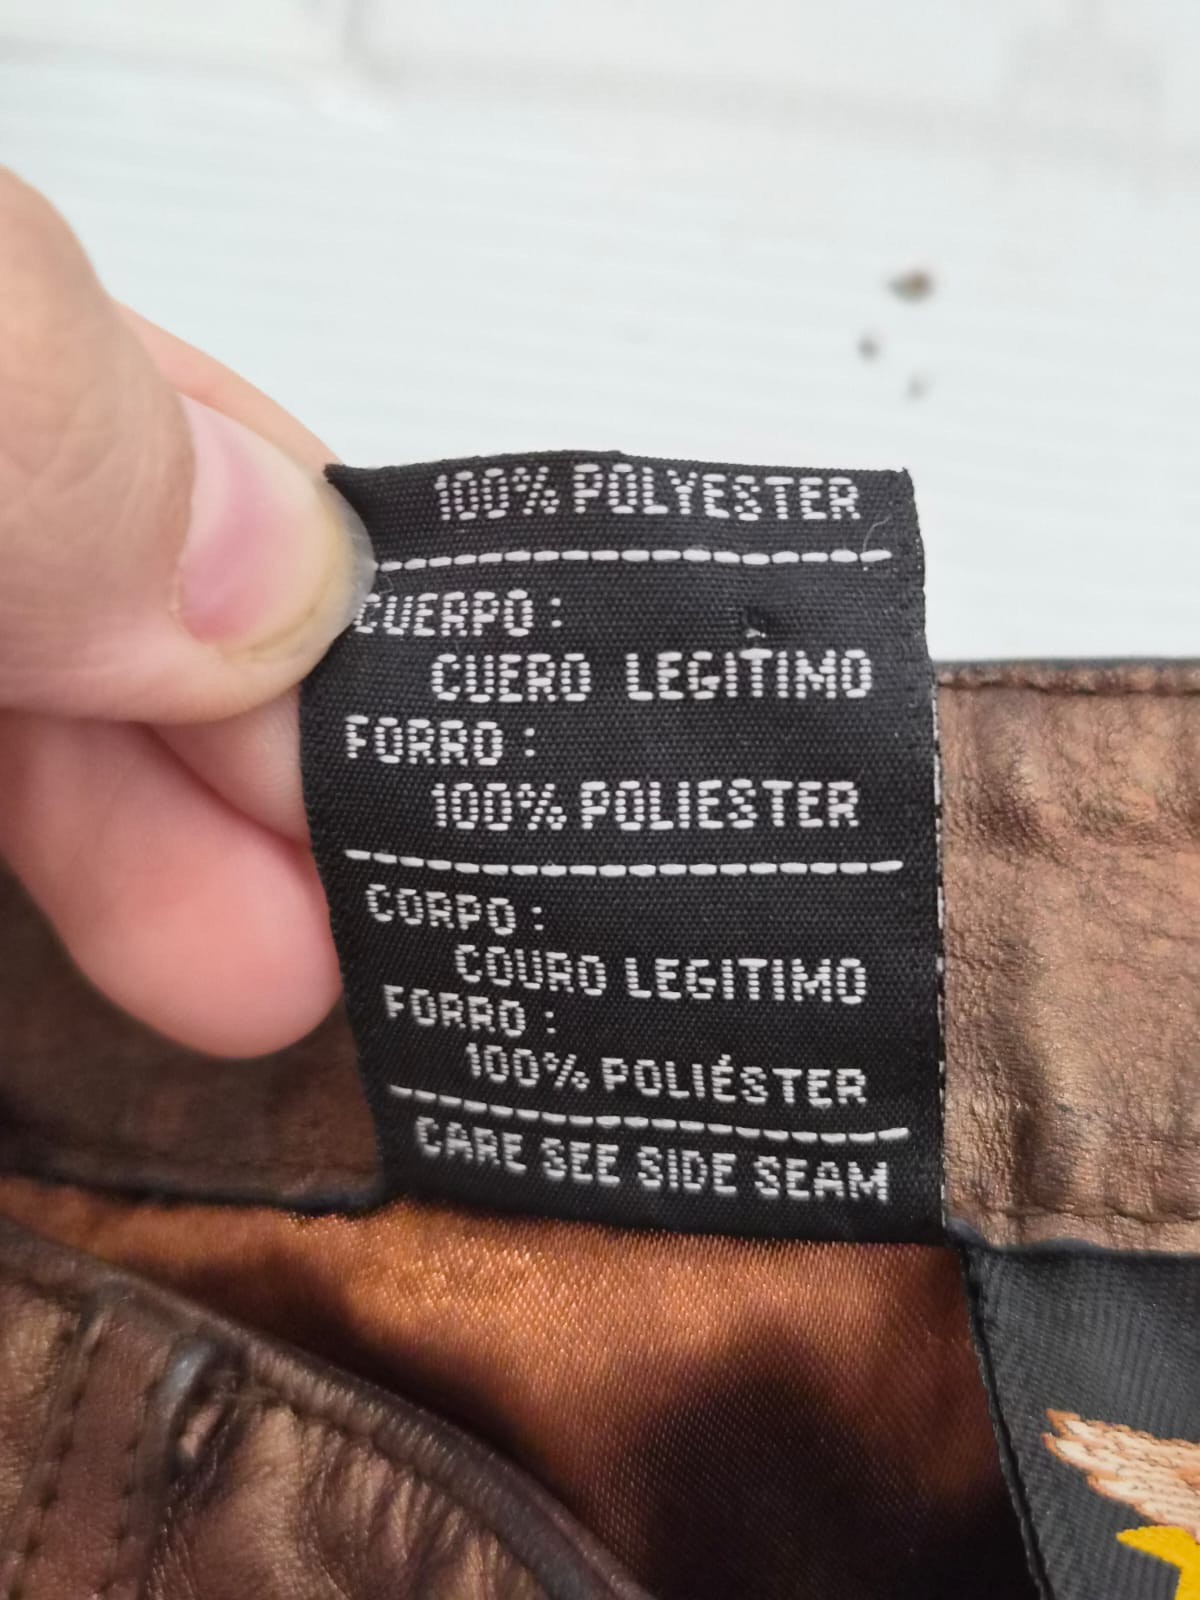 100% POLYESTER
CUERPO :
CUERO LEGITIMO
FORRO :
100% POLIESTER
CORPO :
COURO LEGITIMO
FORRO :
100% POLIÉSTER
CARE SEE SIDE SEAM